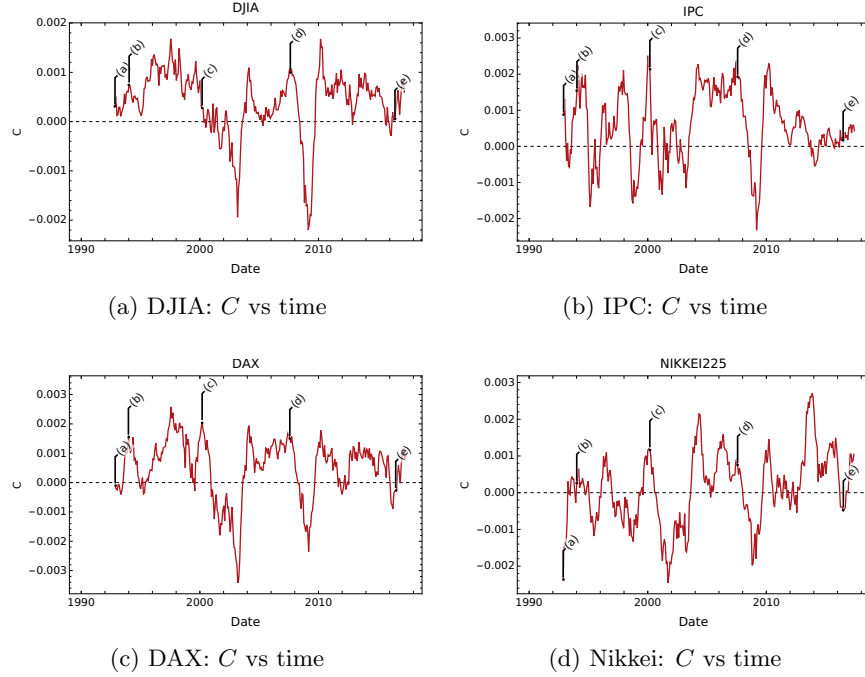 DJIA
0.002
0.001
0.000
−0.001
−0.002
C
(a)
(b)
(c)
(d)
(e)
1990
2000
2010
Date
(a) DJIA: C vs time
IPC
0.003
0.002
0.001
0.000
−0.001
−0.002
C
(a)
(b)
(c)
(d)
(e)
1990
2000
2010
Date
(b) IPC: C vs time
DAX
0.003
0.002
0.001
0.000
−0.001
−0.002
−0.003
C
(a)
(b)
(c)
(d)
(e)
1990
2000
2010
Date
(c) DAX: C vs time
NIKKEI225
0.003
0.002
0.001
0.000
−0.001
−0.002
C
(a)
(b)
(c)
(d)
(e)
1990
2000
2010
Date
(d) Nikkei: C vs time